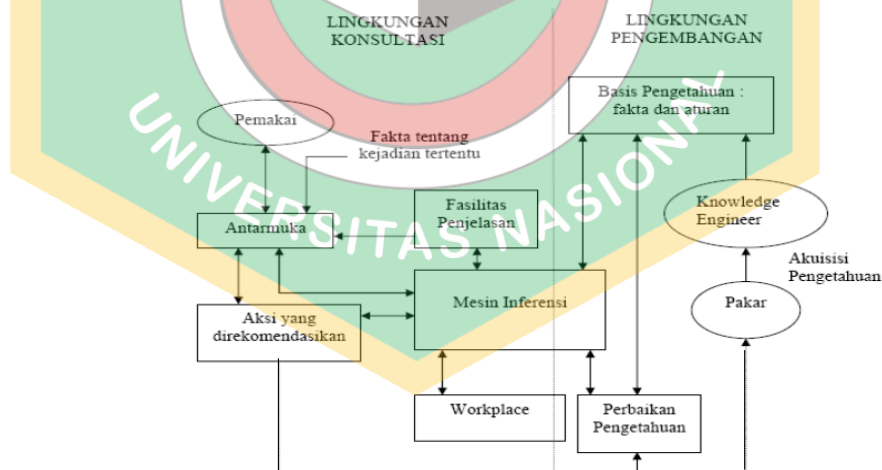 LINGKUNGAN
KONSULTASI
LINGKUNGAN
PENGEMBANGAN
Basis Pengetahuan :
fakta dan aturan
Pemakai
Fakta tentang
kejadian tertentu
Fasilitas
Penjelasan
Knowledge
Engineer
Antarmuka
Akuisisi
Pengetahuan
Mesin Inferensi
Pakar
Aksi yang
direkomendasikan
Workplace
Perbaikan
Pengetahuan
UNIVERSITAS NASIONAL